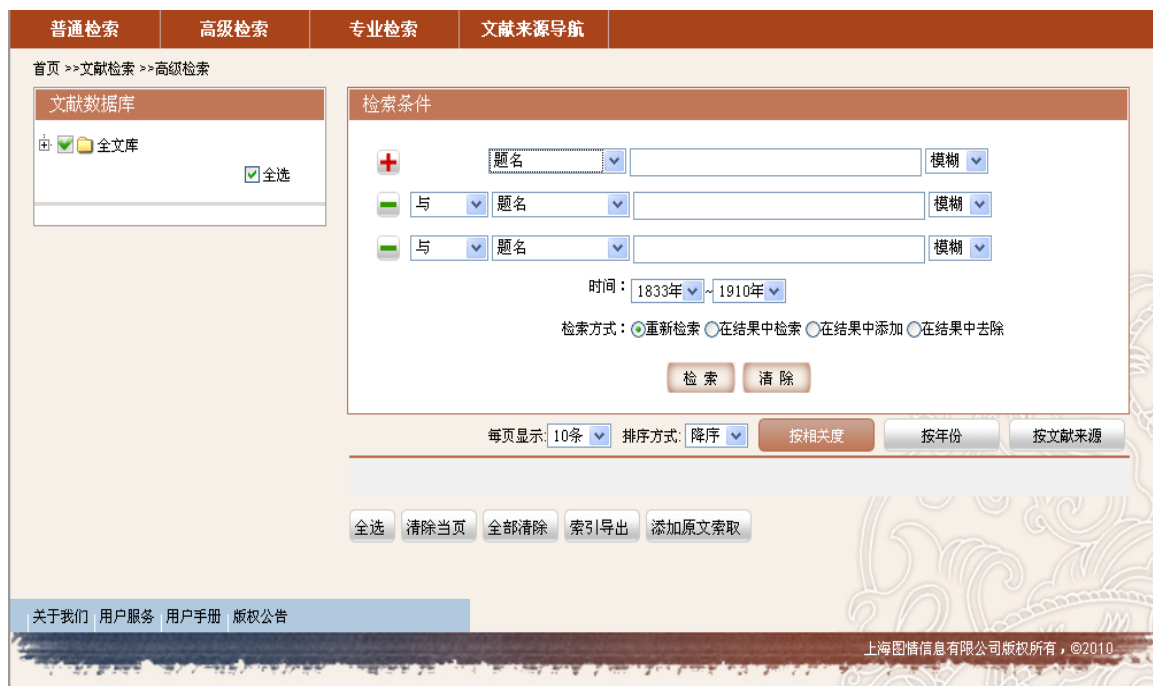 普通检索 高级检索 专业检索 文献来源导航
首页 >>文献检索 >>高级检索
文献数据库
全文库
全选
检索条件
题名 模糊
与 题名 模糊
与 题名 模糊
时间：1833年~1910年
检索方式：重新检索 在结果中检索 在结果中添加 在结果中去除
检 索 清 除
每页显示:10条 排序方式:降序 按相关度 按年份 按文献来源
全选 清除当页 全部清除 索引导出 添加原文索取
关于我们 用户服务 用户手册 版权公告
上海图情信息有限公司版权所有，©2010